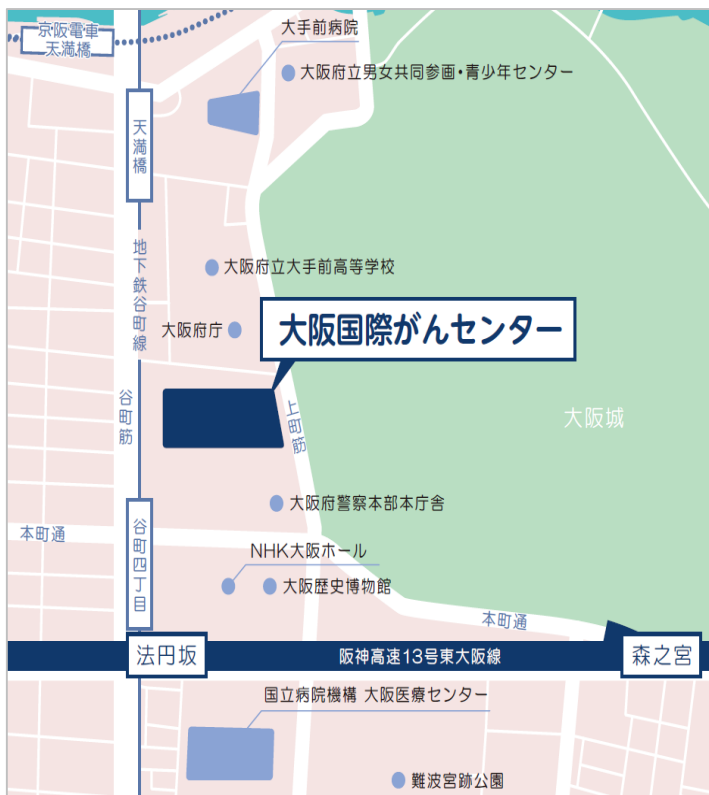 京阪電車
天満橋
大手前病院
大阪府立男女共同参画・青少年センター
天満橋
地下鉄谷町線
大阪府立大手前高等学校
大阪府庁
大阪国際がんセンター
谷町筋
上町筋
大阪城
大阪府警察本部本庁舎
本町通
谷町四丁目
NHK大阪ホール
大阪歴史博物館
本町通
法円坂
阪神高速13号東大阪線
森之宮
国立病院機構 大阪医療センター
難波宮跡公園